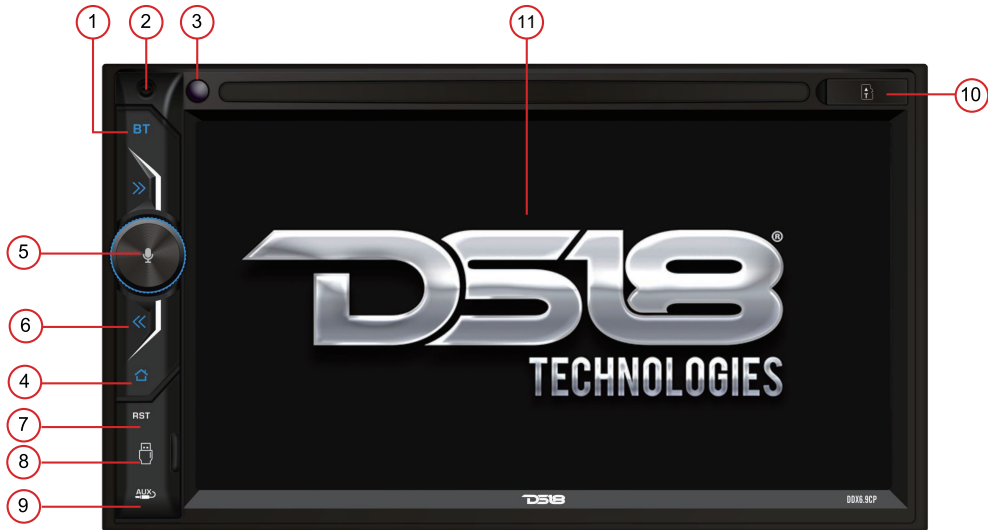 1
2
3
11
10
T
BT
5
DS18®
TECHNOLOGIES
6
4
RST
7
8
AUX
9
DS18
DDX6.9CP